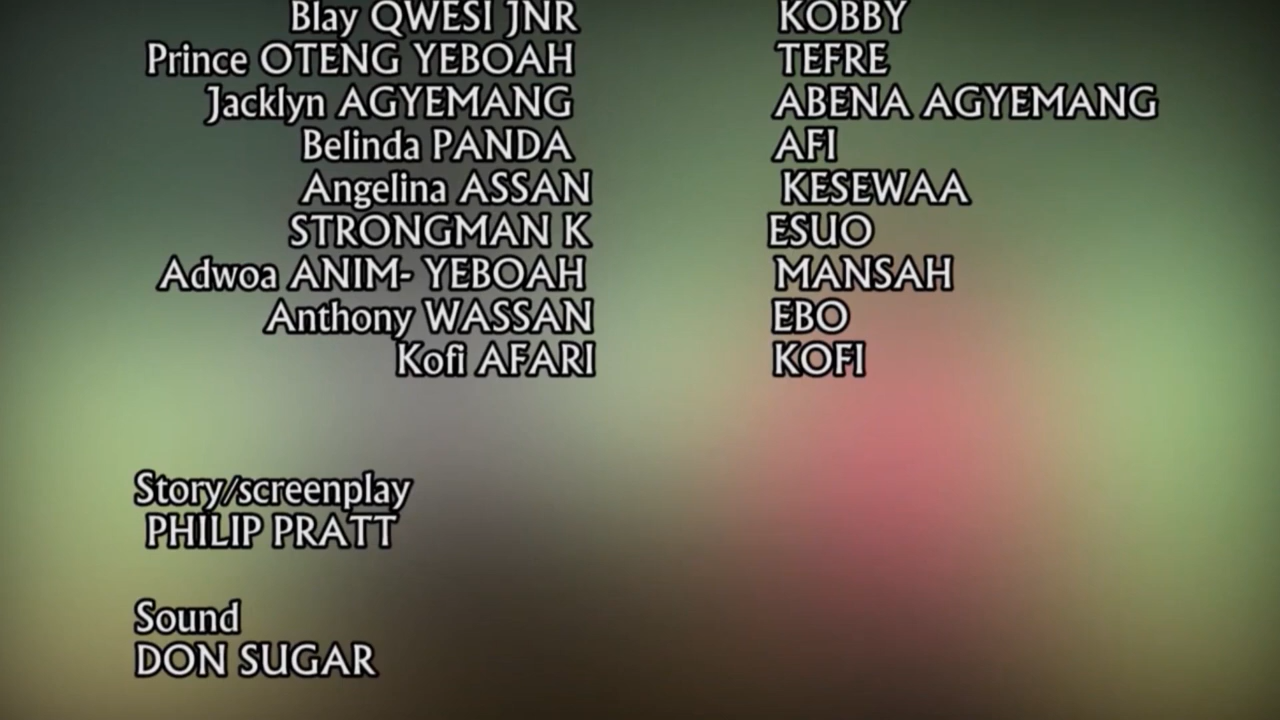 Blay QWESI JNR KOBBY
Prince OTENG YEBOAH TEFRE
Jacklyn AGYEMANG ABENA AGYEMANG
Belinda PANDA AFI
Angelina ASSAN KESEWAA
STRONGMAN K ESUO
Adwoa ANIM- YEBOAH MANSAH
Anthony WASSAN EBO
Kofi AFARI KOFI
Story/screenplay
PHILIP PRATT
Sound
DON SUGAR